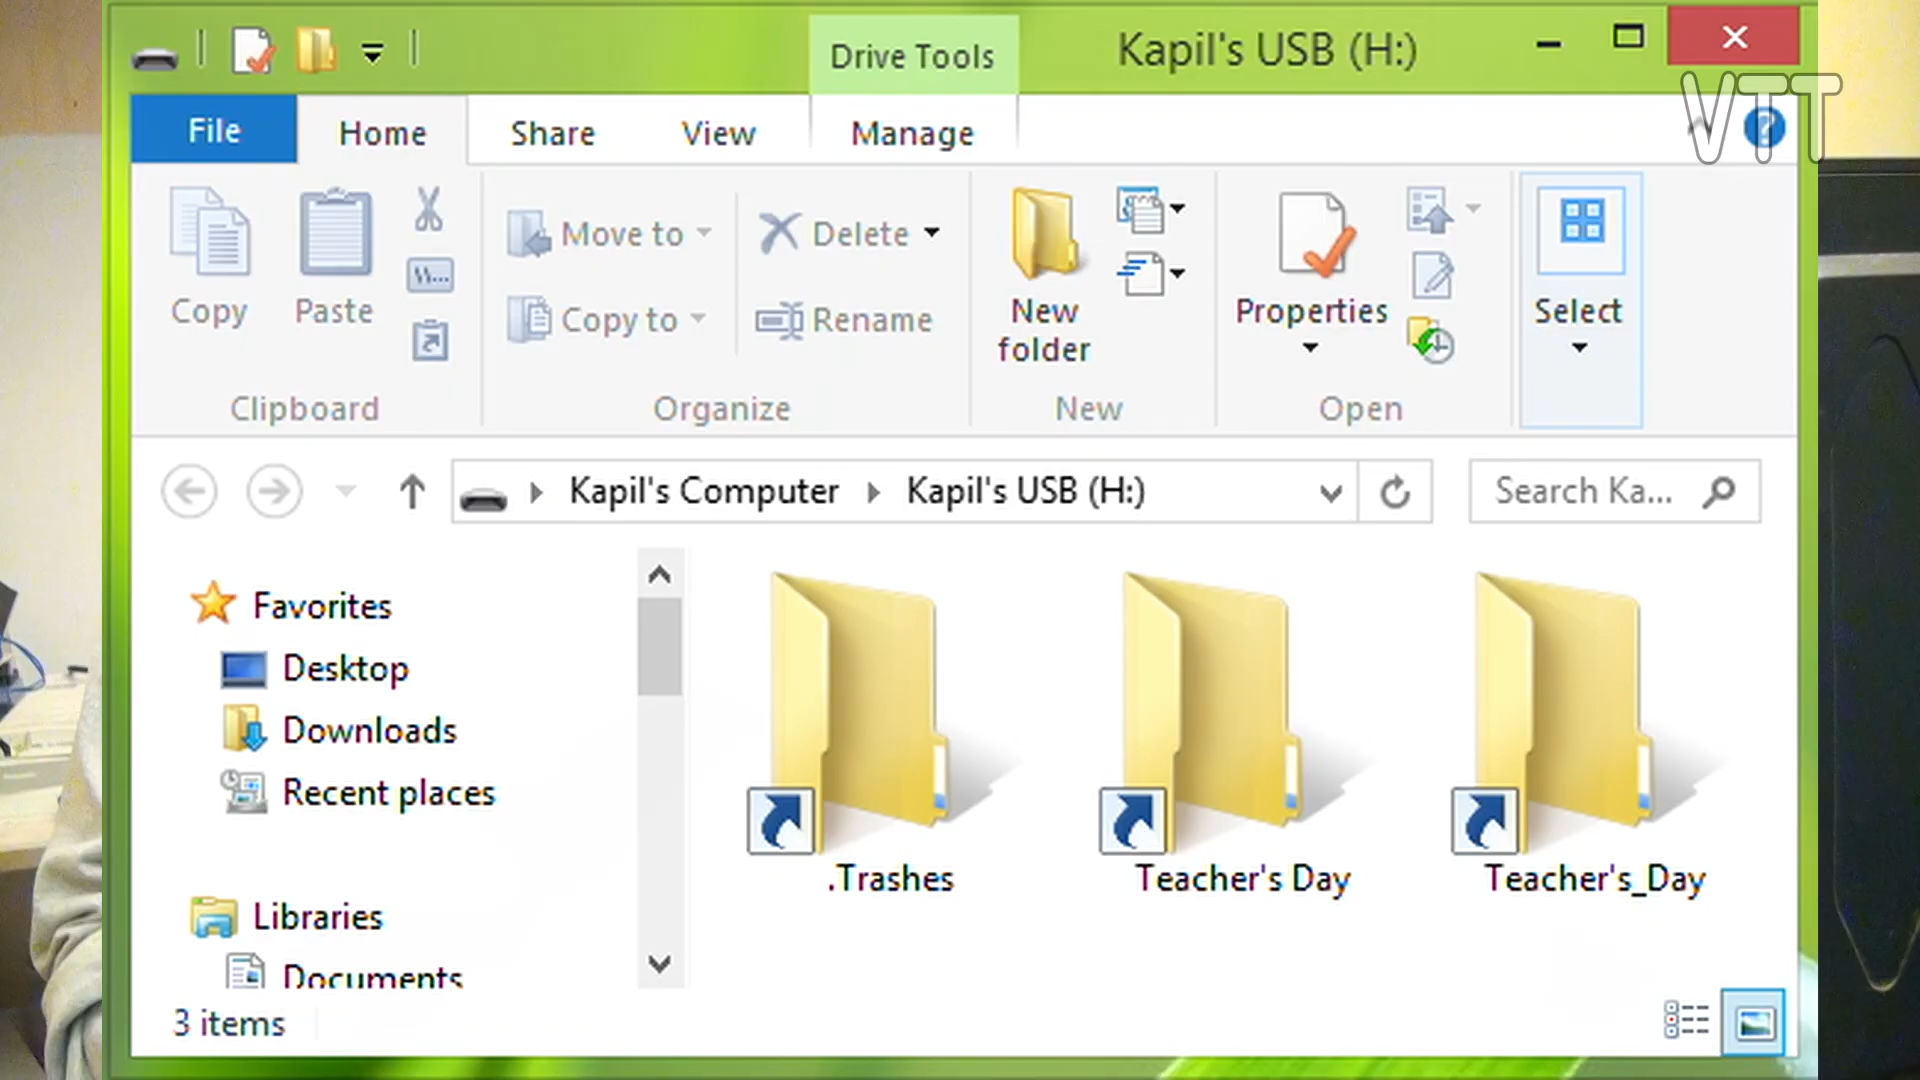 Drive Tools
Kapil's USB (H:)
VTT
File
Home
Share
View
Manage
Copy
Paste
W...
Move to
Copy to
Delete
Rename
New
folder
Properties
Select
Clipboard
Organize
New
Open
Kapil's Computer
Kapil's USB (H:)
Search Ka...
Favorites
Desktop
Downloads
Recent places
Libraries
Documents
.Trashes
Teacher's Day
Teacher's_Day
3 items